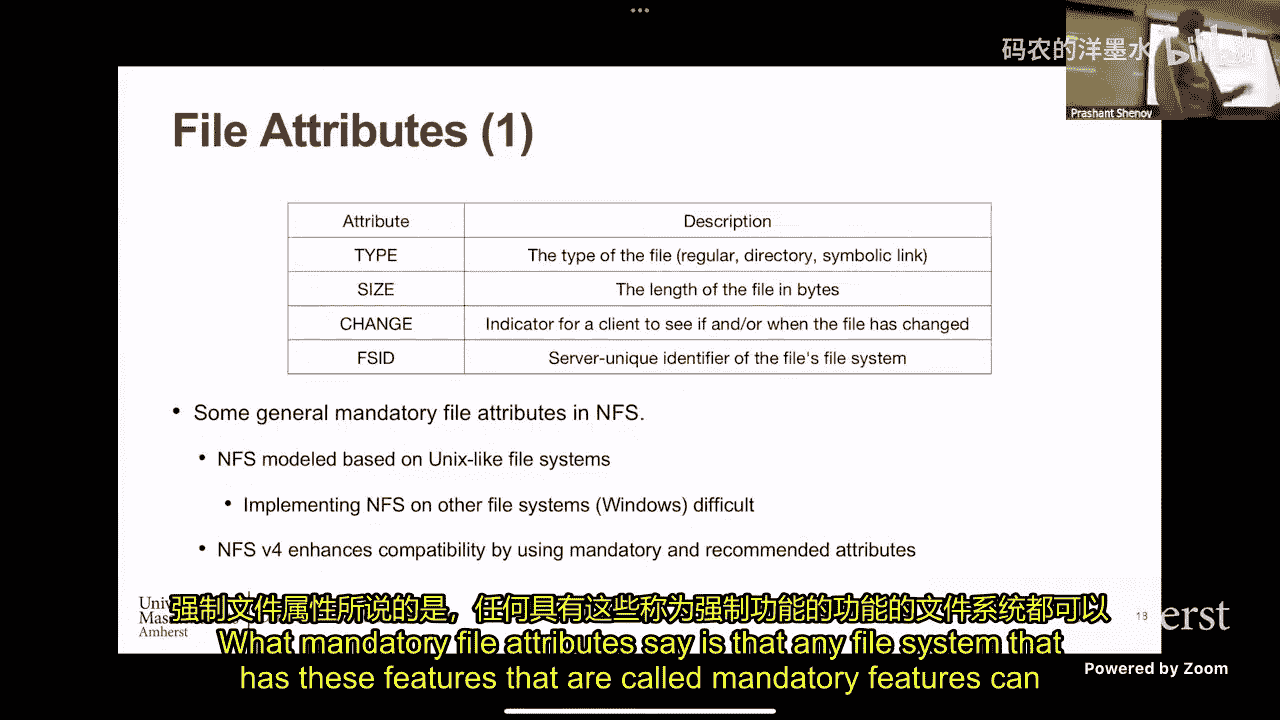 码农的洋墨水 bilibili
Prashant Shenoy
File Attributes (1)
Attribute Description
TYPE The type of the file (regular, directory, symbolic link)
SIZE The length of the file in bytes
CHANGE Indicator for a client to see if and/or when the file has changed
FSID Server-unique identifier of the file's file system
• Some general mandatory file attributes in NFS.
• NFS modeled based on Unix-like file systems
• Implementing NFS on other file systems (Windows) difficult
• NFS v4 enhances compatibility by using mandatory and recommended attributes
强制文件属性所说的是，任何具有这些称为强制功能的功能的文件系统都可以
What mandatory file attributes say is that any file system that
has these features that are called mandatory features can
Amherst
18
erst
Powered by Zoom